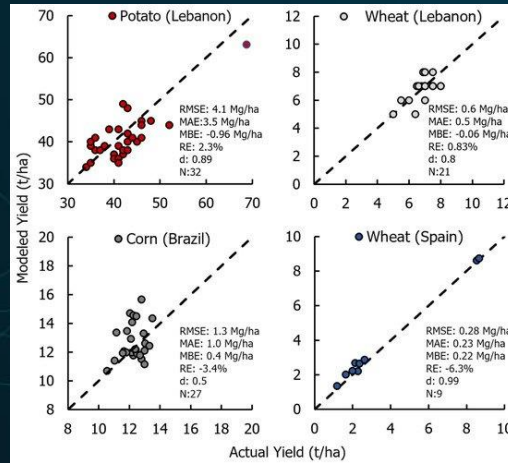 Potato (Lebanon)
70
60
50
40
30
30 40 50 60 70
RMSE: 4.1 Mg/ha
MAE:3.5 Mg/ha
MBE: -0.96 Mg/ha
RE: 2.3%
d: 0.89
N:32
Wheat (Lebanon)
12
10
8
6
4
2
0
0 2 4 6 8 10 12
RMSE: 0.6 Mg/ha
MAE: 0.5 Mg/ha
MBE: -0.06 Mg/ha
RE: 0.83%
d: 0.8
N:21
Modeled Yield (t/ha)
Corn (Brazil)
20
18
16
14
12
10
8
8 10 12 14 16 18 20
RMSE: 1.3 Mg/ha
MAE: 1.0 Mg/ha
MBE: 0.4 Mg/ha
RE: -3.4%
d: 0.5
N:27
Wheat (Spain)
10
8
6
4
2
0
0 2 4 6 8 10
RMSE: 0.28 Mg/ha
MAE: 0.23 Mg/ha
MBE: 0.22 Mg/ha
RE: -6.3%
d: 0.99
N:9
Actual Yield (t/ha)